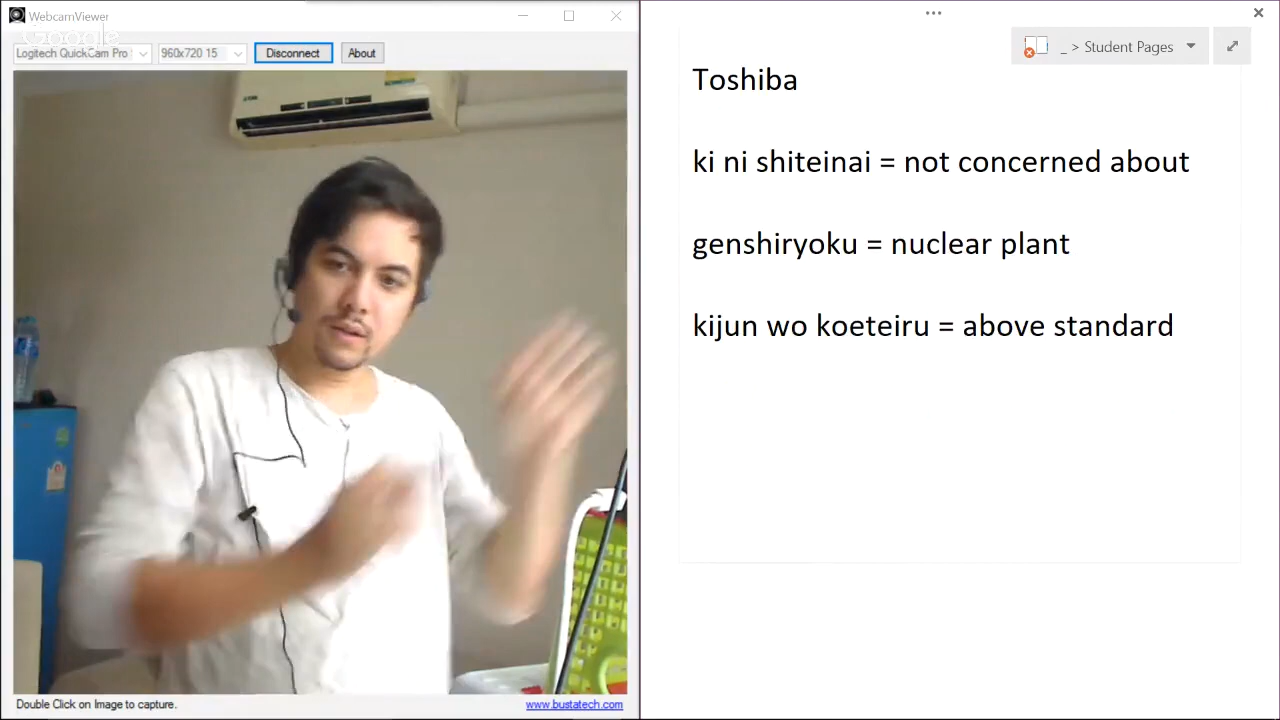 WebcamViewer
Google
Logitech QuickCam Pro
960x720 15
Disconnect
About
Double Click on Image to capture.
www.bustatech.com
_ > Student Pages
Toshiba
ki ni shiteinai = not concerned about
genshiryoku = nuclear plant
kijun wo koeteiru = above standard